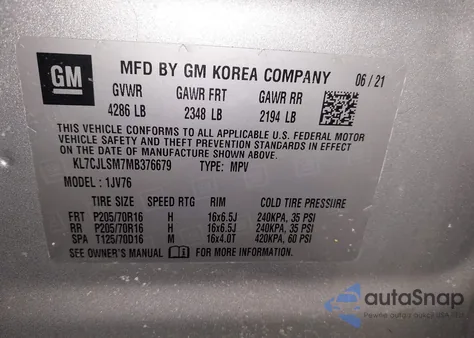 GM
MFD BY GM KOREA COMPANY 06 / 21
GVWR GAWR FRT GAWR RR
4286 LB 2348 LB 2194 LB
THIS VEHICLE CONFORMS TO ALL APPLICABLE U.S. FEDERAL MOTOR
VEHICLE SAFETY, BUMPER, AND THEFT PREVENTION STANDARDS IN
EFFECT ON THE DATE OF MANUFACTURE SHOWN ABOVE.
KL7CJLSM7MB376679 TYPE: MPV
MODEL : 1JV76
TIRE SIZE SPEED RTG RIM COLD TIRE PRESSURE
FRT P205/70R16 H 16x6.5J 240KPA, 35 PSI
RR P205/70R16 H 16x6.5J 240KPA, 35 PSI
SPA T125/70D16 M 16x4.0T 420KPA, 60 PSI
SEE OWNER'S MANUAL FOR MORE INFORMATION.
autoSnap